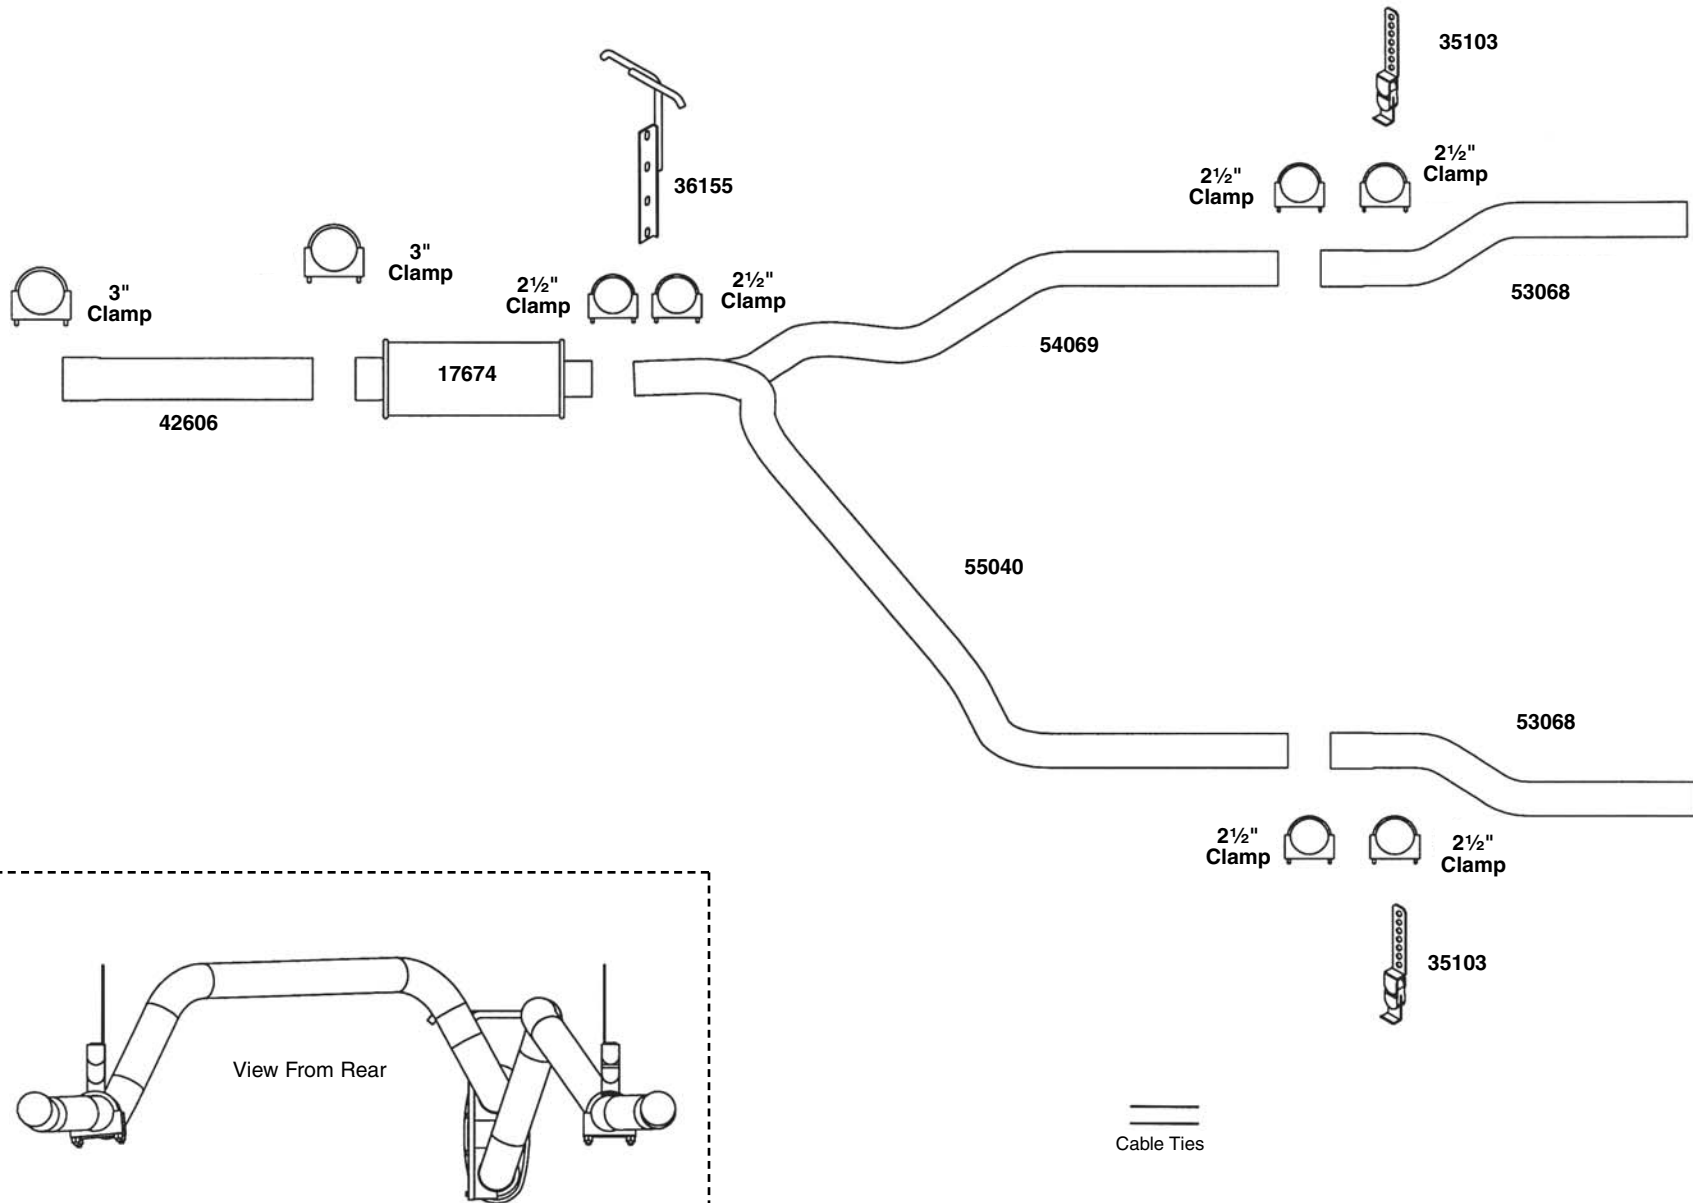 35103
2½"
Clamp
2½"
Clamp
36155
3"
Clamp
3"
Clamp
2½"
Clamp
2½"
Clamp
53068
54069
17674
42606
55040
53068
2½"
Clamp
2½"
Clamp
35103
View From Rear
Cable Ties